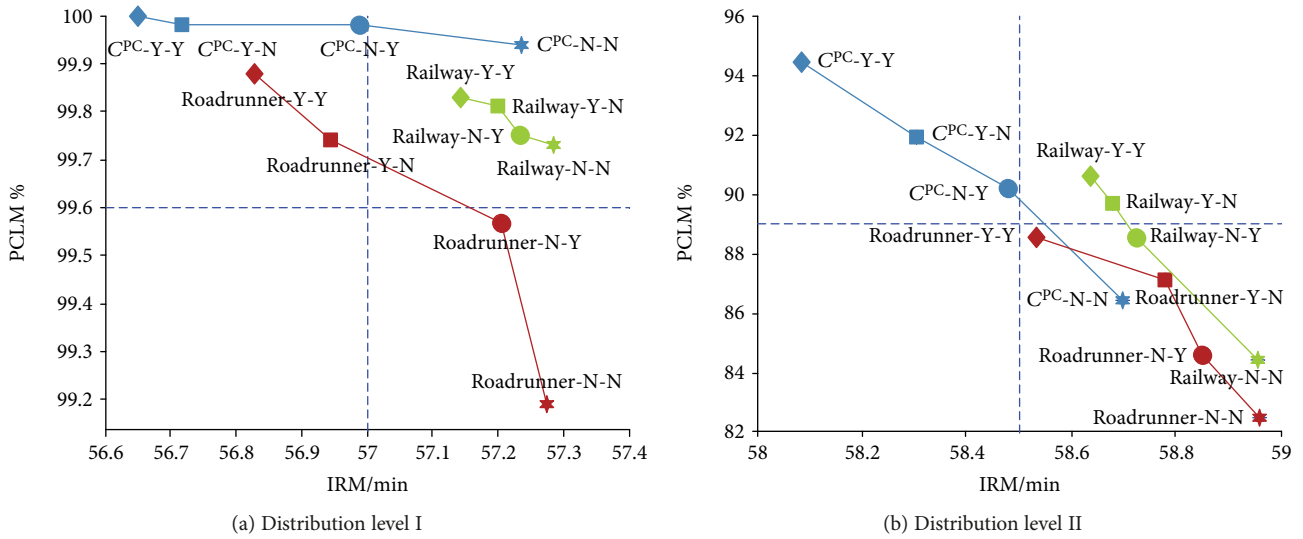 100
99.9
99.8
99.7
99.6
99.5
99.4
99.3
99.2
PCLM %
C^PC-Y-Y
C^PC-Y-N
C^PC-N-Y
C^PC-N-N
Roadrunner-Y-Y
Railway-Y-Y
Railway-Y-N
Railway-N-Y
Railway-N-N
Roadrunner-Y-N
Roadrunner-N-Y
Roadrunner-N-N
56.6 56.7 56.8 56.9 57 57.1 57.2 57.3 57.4
IRM/min
(a) Distribution level I
96
94
92
90
88
86
84
82
PCLM %
C^PC-Y-Y
C^PC-Y-N
Railway-Y-Y
C^PC-N-Y
Railway-Y-N
Roadrunner-Y-Y
Railway-N-Y
C^PC-N-N
Roadrunner-Y-N
Roadrunner-N-Y
Railway-N-N
Roadrunner-N-N
58 58.2 58.4 58.6 58.8 59
IRM/min
(b) Distribution level II